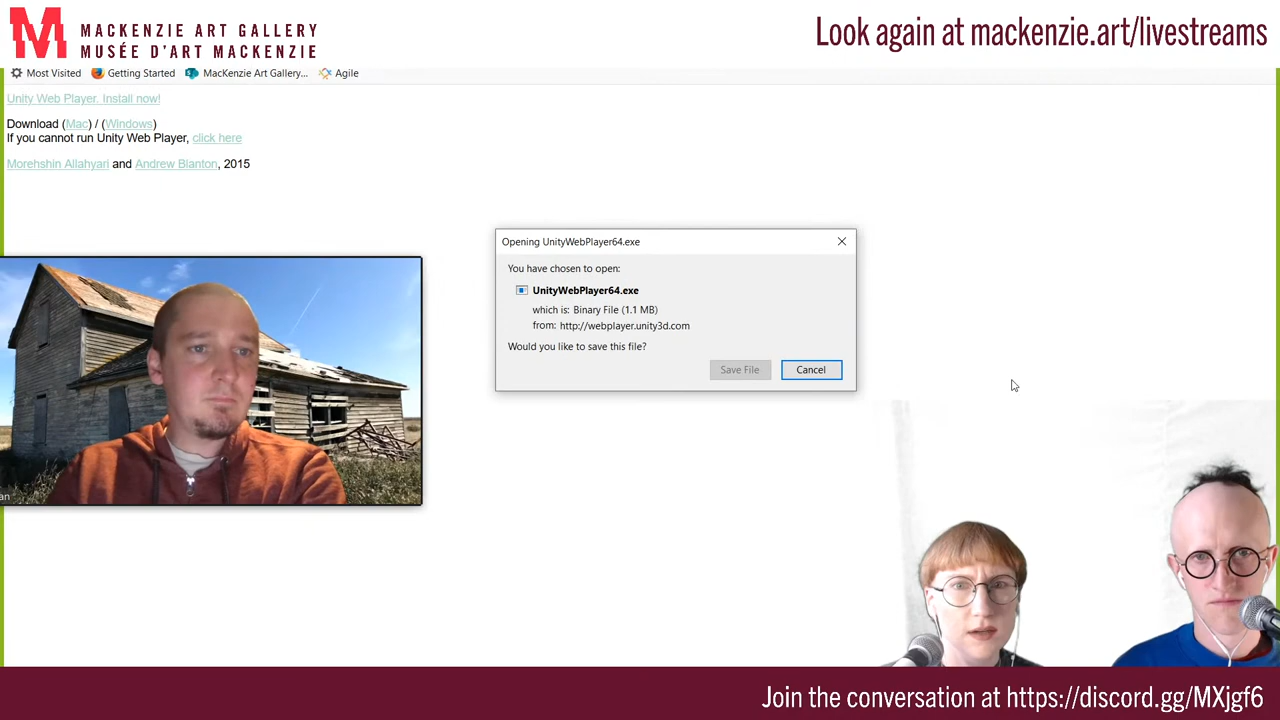 MACKENZIE ART GALLERY
MUSÉE D'ART MACKENZIE
Look again at mackenzie.art/livestreams
Most Visited Getting Started MacKenzie Art Gallery... Agile
Unity Web Player. Install now!
Download (Mac) / (Windows)
If you cannot run Unity Web Player, click here
Morehshin Allahyari and Andrew Blanton, 2015
Opening UnityWebPlayer64.exe
You have chosen to open:
UnityWebPlayer64.exe
which is: Binary File (1.1 MB)
from: http://webplayer.unity3d.com
Would you like to save this file?
Save File Cancel
Join the conversation at https://discord.gg/MXjgf6